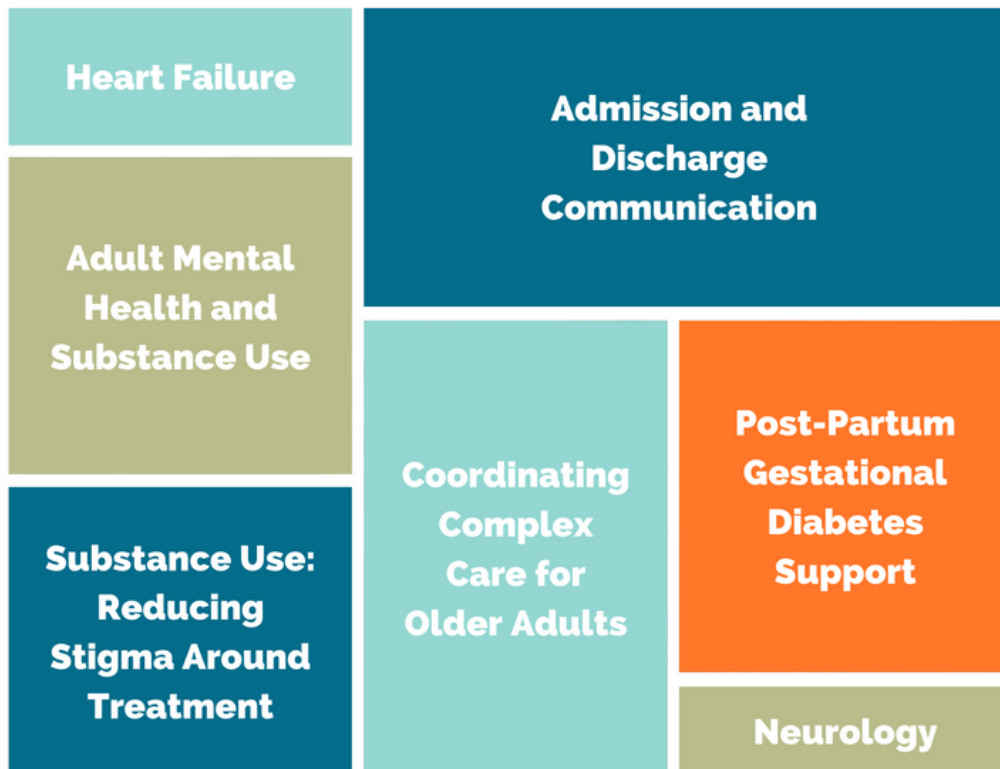 Heart Failure
Admission and
Discharge
Communication
Adult Mental
Health and
Substance Use
Coordinating
Complex
Care for
Older Adults
Post-Partum
Gestational
Diabetes
Support
Substance Use:
Reducing
Stigma Around
Treatment
Neurology